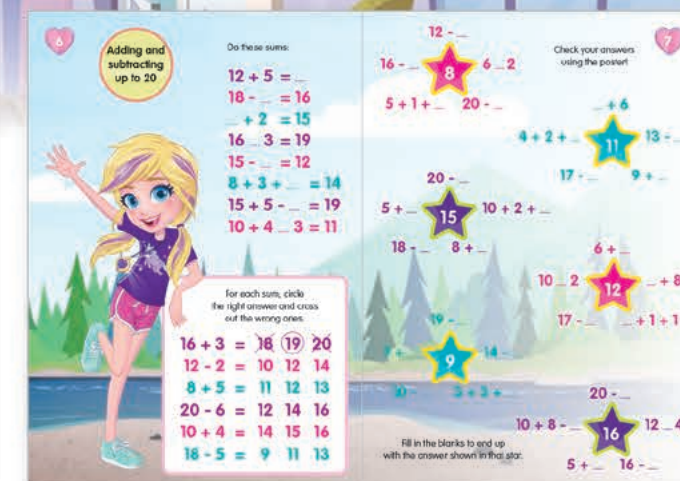 6
Adding and
subtracting
up to 20
Do these sums:
12 + 5 = _
18 - _ = 16
_ + 2 = 15
16 _ 3 = 19
15 - _ = 12
8 + 3 + _ = 14
15 + 5 - _ = 19
10 + 4 _ 3 = 11
For each sum, circle
the right answer and cross
out the wrong ones.
16 + 3 = 18 19 20
12 - 2 = 10 12 14
8 + 5 = 11 12 13
20 - 6 = 12 14 16
10 + 4 = 14 15 16
18 - 5 = 9 11 13
7
Check your answers
using the poster!
12 - _
16 - _ 8 6 _ 2
5 + 1 + _ 20 - _
_ + 6
4 + 2 + _ 11 13 - _
17 - _ 9 + _
20 - _
5 + _ 15 10 + 2 + _
18 - _ 8 + _
6 + _
10 _ 2 12 _ + 8
17 - _ _ + 1 + 1
19 - _
9 14 -
3 + 3 +
20 - _
10 + 8 - _ 16 12 _ 4
5 + _ 16 - _
Fill in the blanks to end up
with the answer shown in that star.